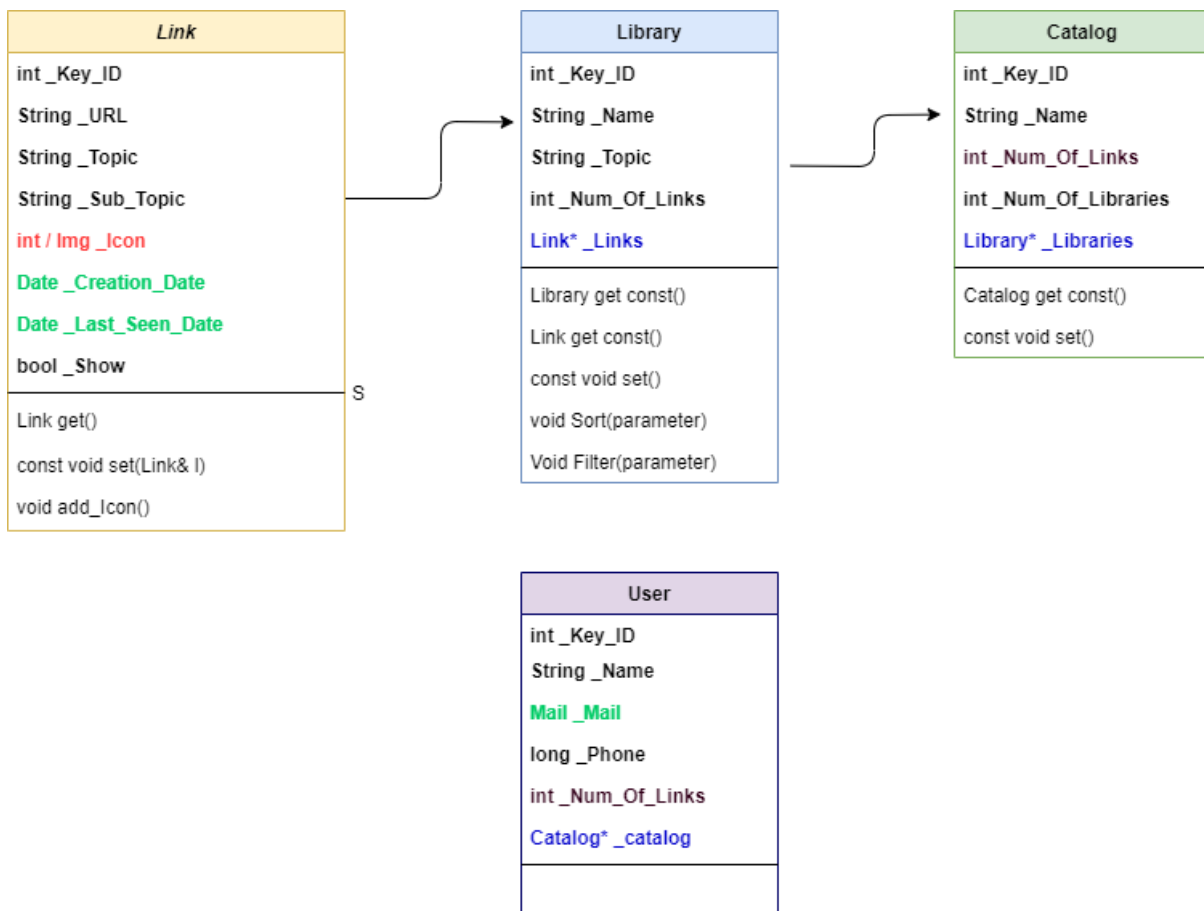 Link
int _Key_ID
String _URL
String _Topic
String _Sub_Topic
int / Img _Icon
Date _Creation_Date
Date _Last_Seen_Date
bool _Show
S
Link get()
const void set(Link& l)
void add_Icon()
Library
int _Key_ID
String _Name
String _Topic
int _Num_Of_Links
Link* _Links
Library get const()
Link get const()
const void set()
void Sort(parameter)
Void Filter(parameter)
Catalog
int _Key_ID
String _Name
int _Num_Of_Links
int _Num_Of_Libraries
Library* _Libraries
Catalog get const()
const void set()
User
int _Key_ID
String _Name
Mail _Mail
long _Phone
int _Num_Of_Links
Catalog* _catalog